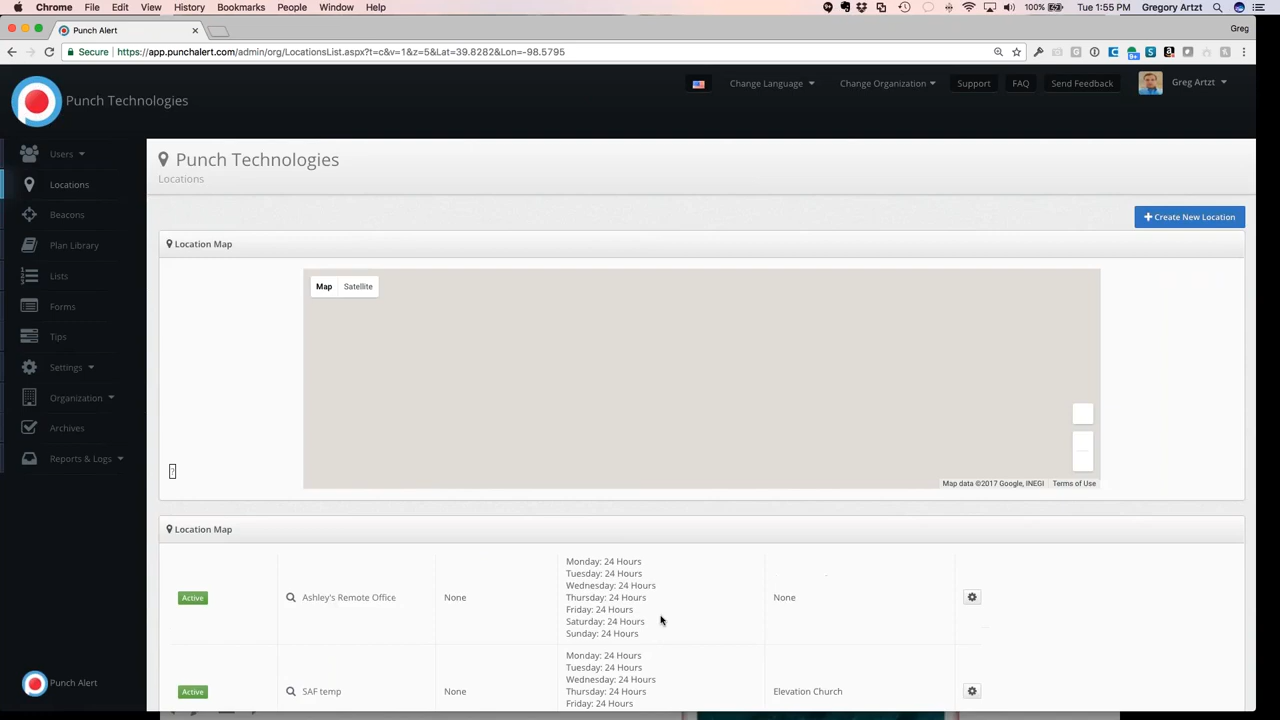 Chrome File Edit View History Bookmarks People Window Help 100% Tue 1:55 PM Gregory Artzt
Punch Alert Greg
Secure https://app.punchalert.com/admin/org/LocationsList.aspx?t=c&v=1&z=5&Lat=39.8282&Lon=-98.5795
Punch Technologies Change Language Change Organization Support FAQ Send Feedback Greg Artzt
Users
Locations
Beacons
Plan Library
Lists
Forms
Tips
Settings
Organization
Archives
Reports & Logs
Punch Alert
Punch Technologies
Locations
+ Create New Location
Location Map
Map Satellite
?
Map data ©2017 Google, INEGI Terms of Use
Location Map
Active Ashley's Remote Office None
Monday: 24 Hours
Tuesday: 24 Hours
Wednesday: 24 Hours
Thursday: 24 Hours
Friday: 24 Hours
Saturday: 24 Hours
Sunday: 24 Hours
None
Active SAF temp None
Monday: 24 Hours
Tuesday: 24 Hours
Wednesday: 24 Hours
Thursday: 24 Hours
Friday: 24 Hours
Elevation Church